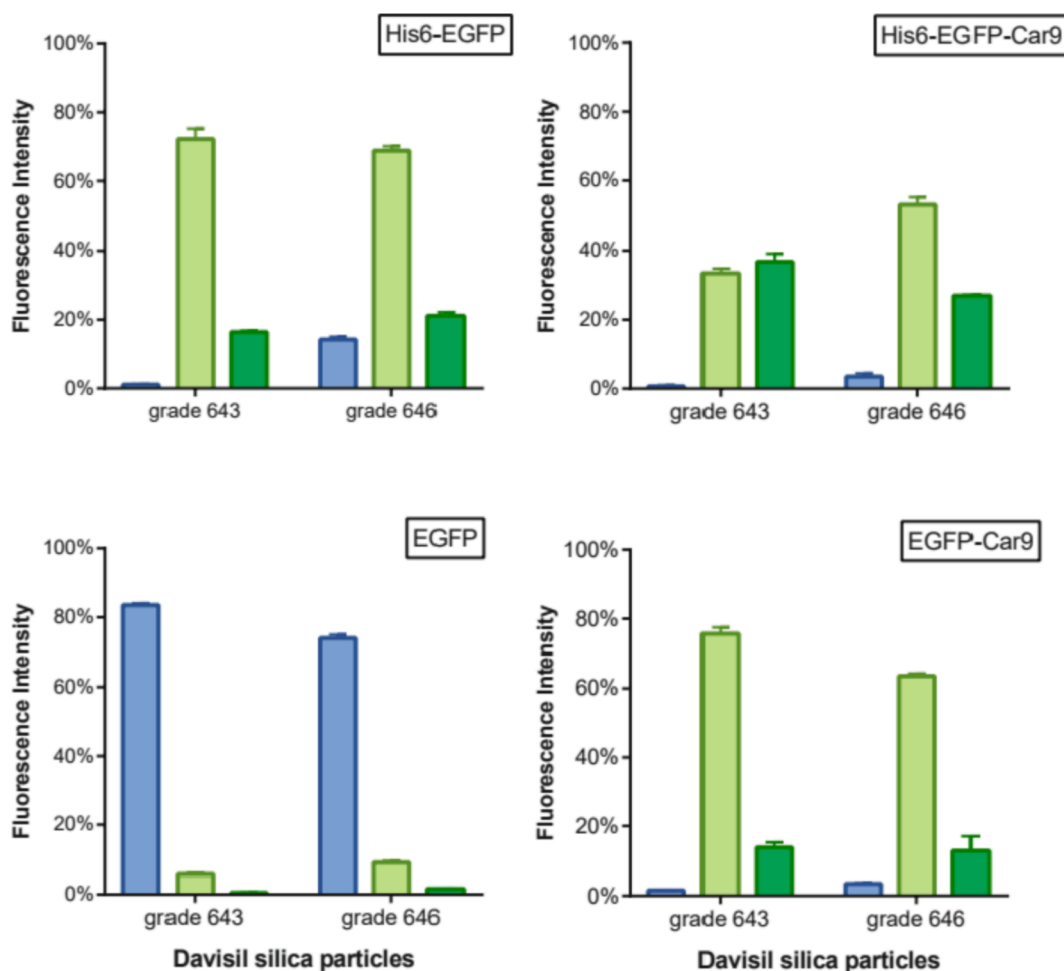 His6-EGFP
Fluorescence Intensity
100%
80%
60%
40%
20%
0%
grade 643
grade 646
His6-EGFP-Car9
Fluorescence Intensity
100%
80%
60%
40%
20%
0%
grade 643
grade 646
EGFP
Fluorescence Intensity
100%
80%
60%
40%
20%
0%
grade 643
grade 646
Davisil silica particles
EGFP-Car9
Fluorescence Intensity
100%
80%
60%
40%
20%
0%
grade 643
grade 646
Davisil silica particles